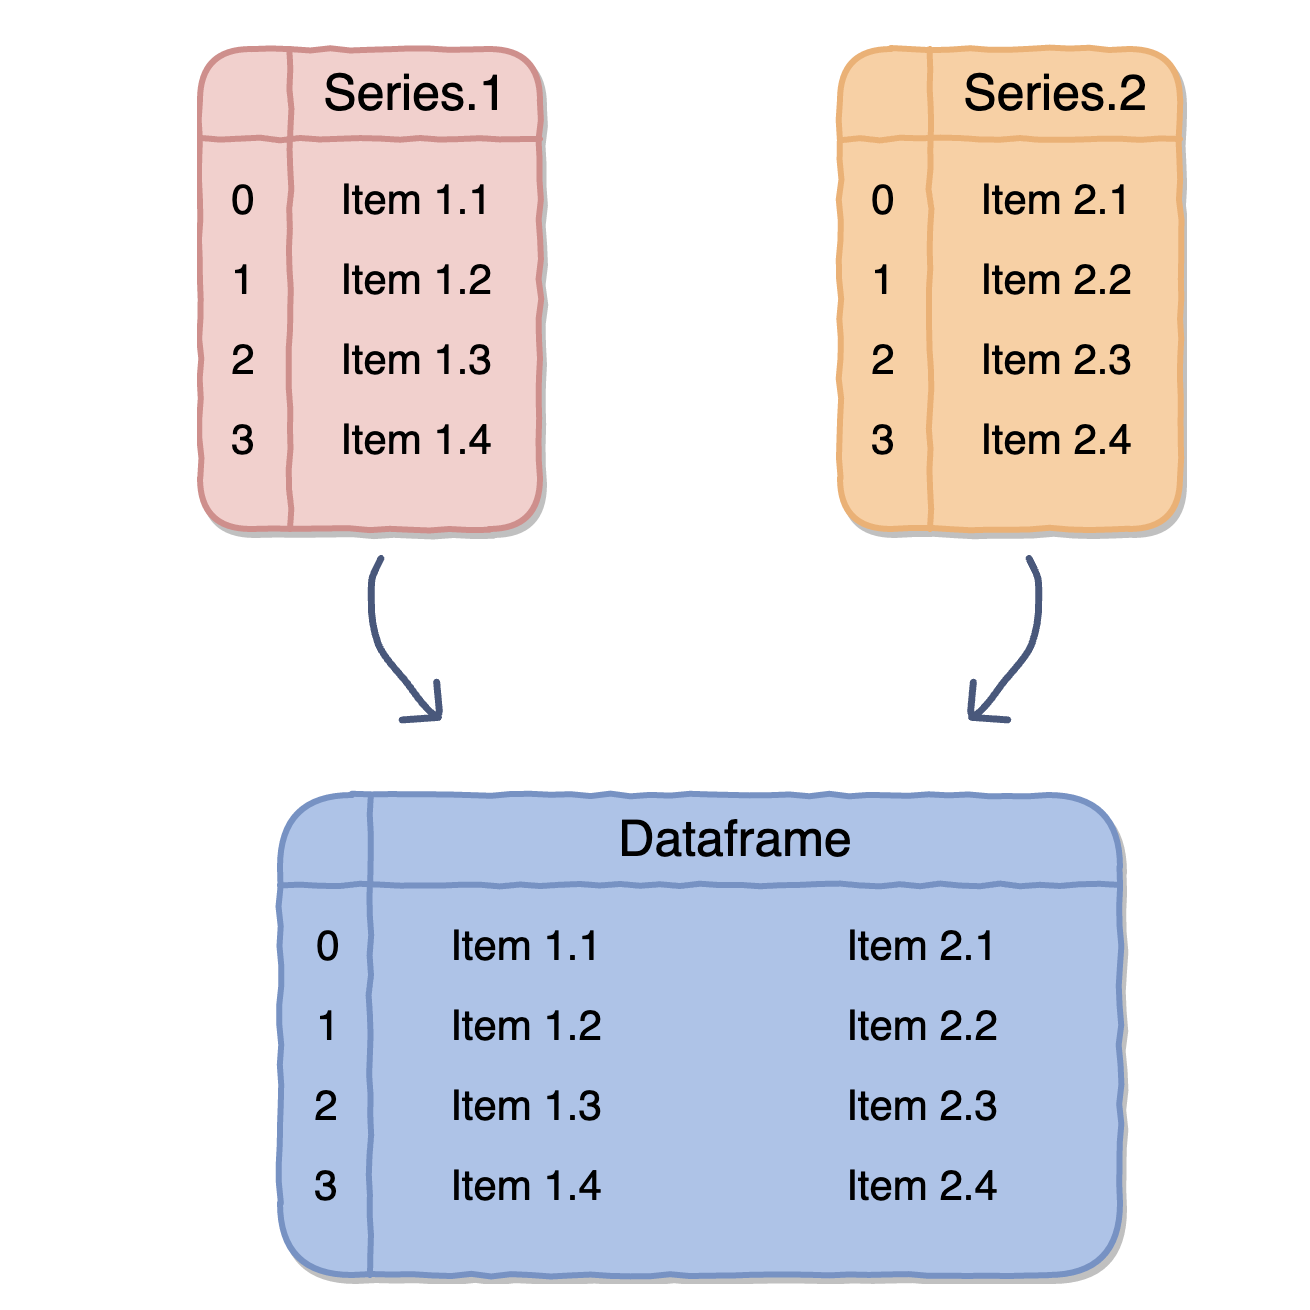 Series.1
0 Item 1.1
1 Item 1.2
2 Item 1.3
3 Item 1.4
Series.2
0 Item 2.1
1 Item 2.2
2 Item 2.3
3 Item 2.4
Dataframe
0 Item 1.1 Item 2.1
1 Item 1.2 Item 2.2
2 Item 1.3 Item 2.3
3 Item 1.4 Item 2.4